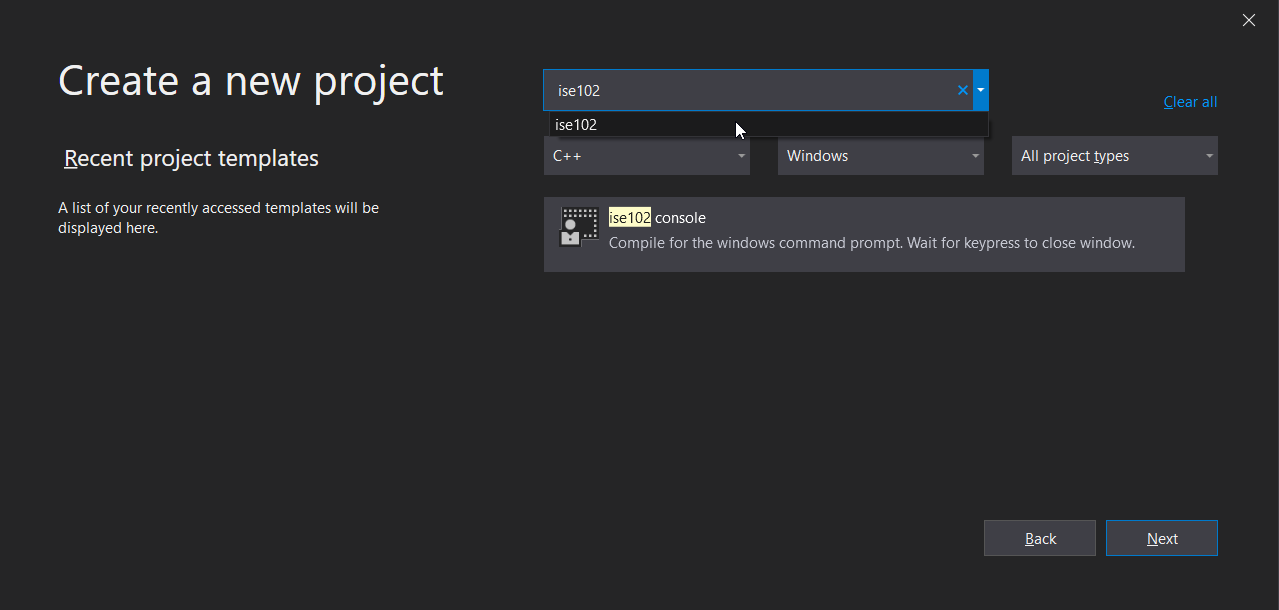 Create a new project
ise102
Clear all
ise102
Recent project templates
C++
Windows
All project types
A list of your recently accessed templates will be
displayed here.
ise102 console
Compile for the windows command prompt. Wait for keypress to close window.
Back
Next